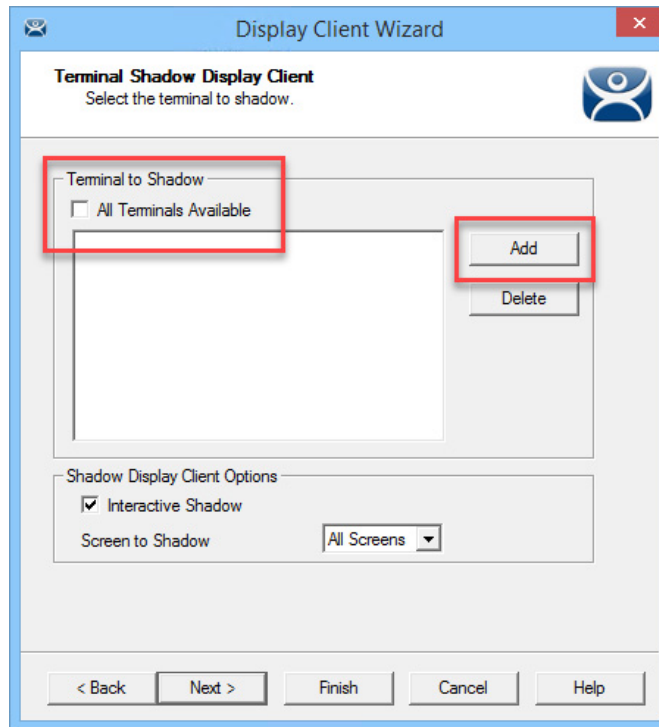 Display Client Wizard
Terminal Shadow Display Client
Select the terminal to shadow.
Terminal to Shadow
All Terminals Available
Add
Delete
Shadow Display Client Options
Interactive Shadow
Screen to Shadow All Screens
< Back Next > Finish Cancel Help